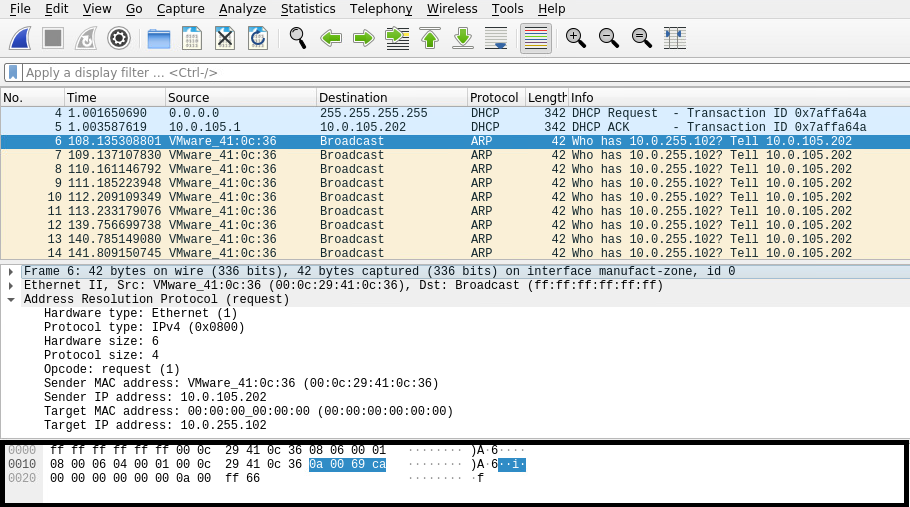 File Edit View Go Capture Analyze Statistics Telephony Wireless Tools Help
Apply a display filter ... <Ctrl-/>
No. Time Source Destination Protocol Length Info
4 1.001650690 0.0.0.0 255.255.255.255 DHCP 342 DHCP Request - Transaction ID 0x7affa64a
5 1.003587619 10.0.105.1 10.0.105.202 DHCP 342 DHCP ACK - Transaction ID 0x7affa64a
6 108.135308801 VMware_41:0c:36 Broadcast ARP 42 Who has 10.0.255.102? Tell 10.0.105.202
7 109.137107830 VMware_41:0c:36 Broadcast ARP 42 Who has 10.0.255.102? Tell 10.0.105.202
8 110.161146792 VMware_41:0c:36 Broadcast ARP 42 Who has 10.0.255.102? Tell 10.0.105.202
9 111.185223948 VMware_41:0c:36 Broadcast ARP 42 Who has 10.0.255.102? Tell 10.0.105.202
10 112.209109349 VMware_41:0c:36 Broadcast ARP 42 Who has 10.0.255.102? Tell 10.0.105.202
11 113.233179076 VMware_41:0c:36 Broadcast ARP 42 Who has 10.0.255.102? Tell 10.0.105.202
12 139.756699738 VMware_41:0c:36 Broadcast ARP 42 Who has 10.0.255.102? Tell 10.0.105.202
13 140.785149080 VMware_41:0c:36 Broadcast ARP 42 Who has 10.0.255.102? Tell 10.0.105.202
14 141.809150745 VMware_41:0c:36 Broadcast ARP 42 Who has 10.0.255.102? Tell 10.0.105.202
Frame 6: 42 bytes on wire (336 bits), 42 bytes captured (336 bits) on interface manufact-zone, id 0
Ethernet II, Src: VMware_41:0c:36 (00:0c:29:41:0c:36), Dst: Broadcast (ff:ff:ff:ff:ff:ff)
Address Resolution Protocol (request)
Hardware type: Ethernet (1)
Protocol type: IPv4 (0x0800)
Hardware size: 6
Protocol size: 4
Opcode: request (1)
Sender MAC address: VMware_41:0c:36 (00:0c:29:41:0c:36)
Sender IP address: 10.0.105.202
Target MAC address: 00:00:00_00:00:00 (00:00:00:00:00:00)
Target IP address: 10.0.255.102
0000 ff ff ff ff ff ff 00 0c 29 41 0c 36 08 06 00 01 ········ )A·6····
0010 08 00 06 04 00 01 00 0c 29 41 0c 36 0a 00 69 ca ········ )A·6··i·
0020 00 00 00 00 00 00 0a 00 ff 66 ········ ·f